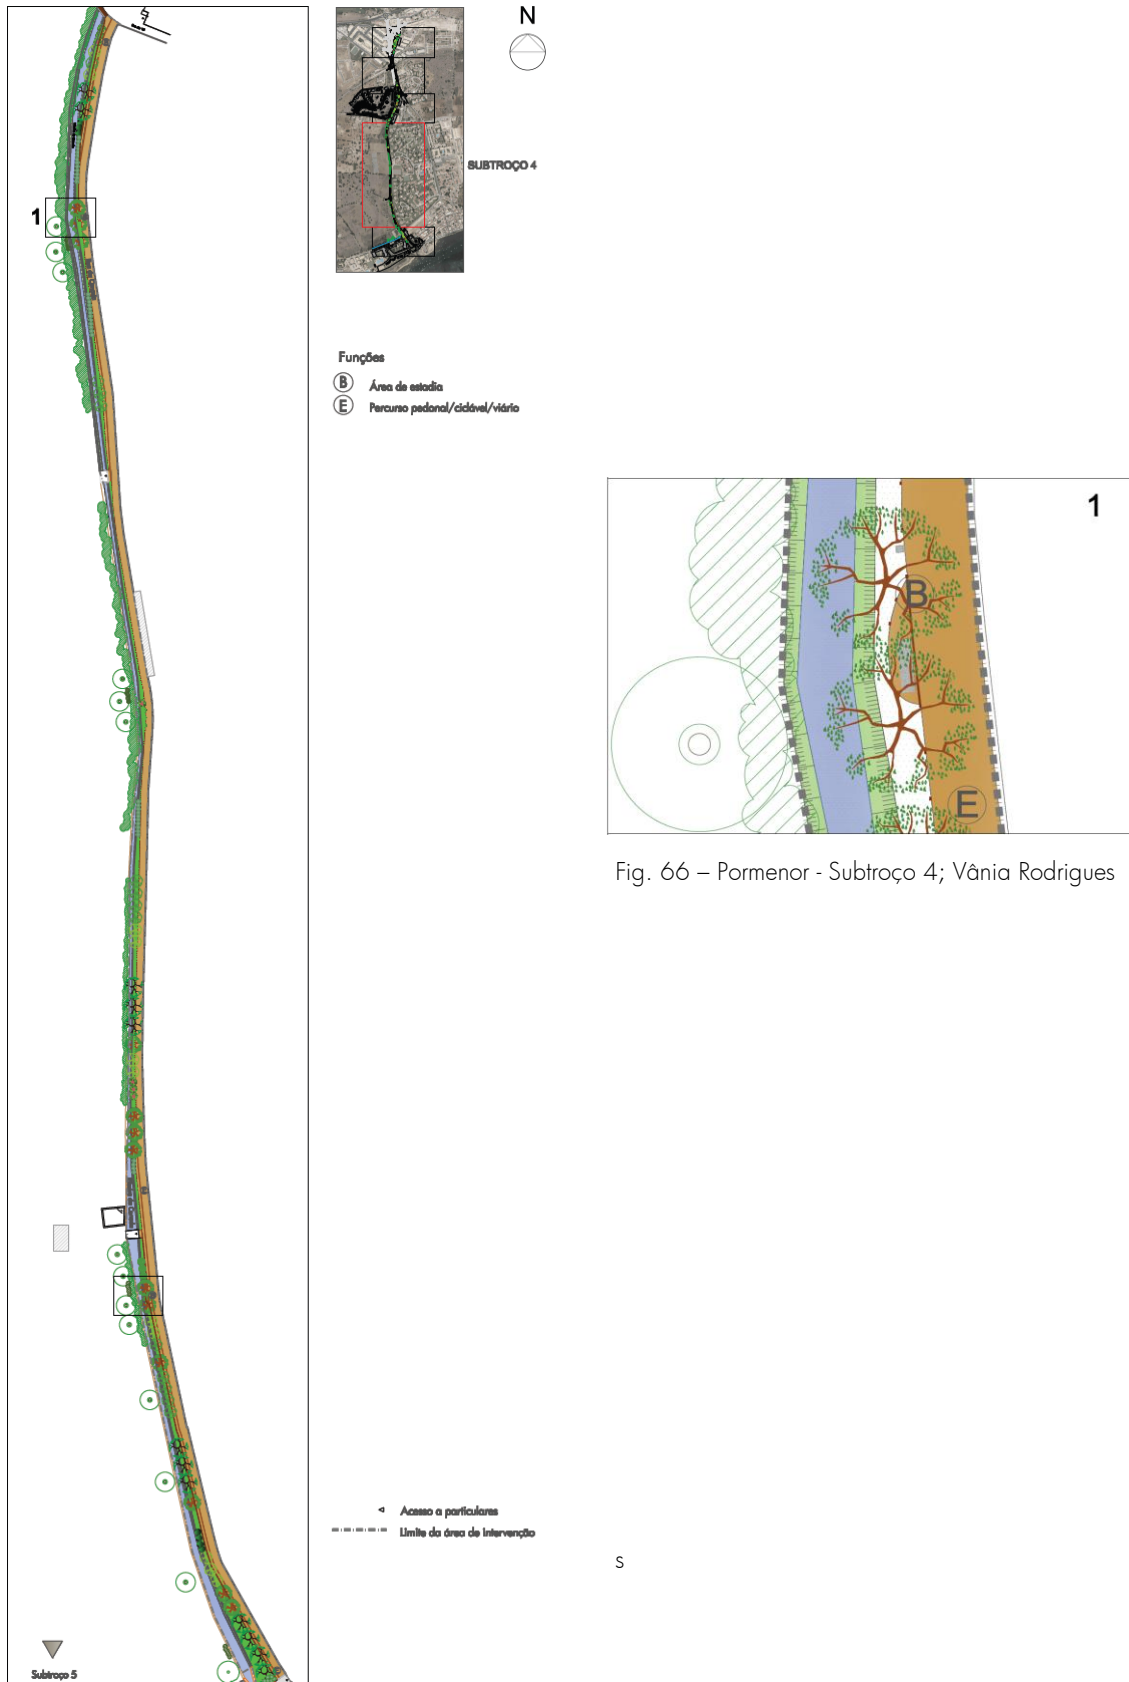 N
SUBTROÇO 4
1
Funções
B Área de estadia
E Percurso pedonal/ciclável/viário
1
B
E
Fig. 66 – Pormenor - Subtroço 4; Vânia Rodrigues
Acesso a particulares
Limite da área de intervenção
s
Subtroço 5